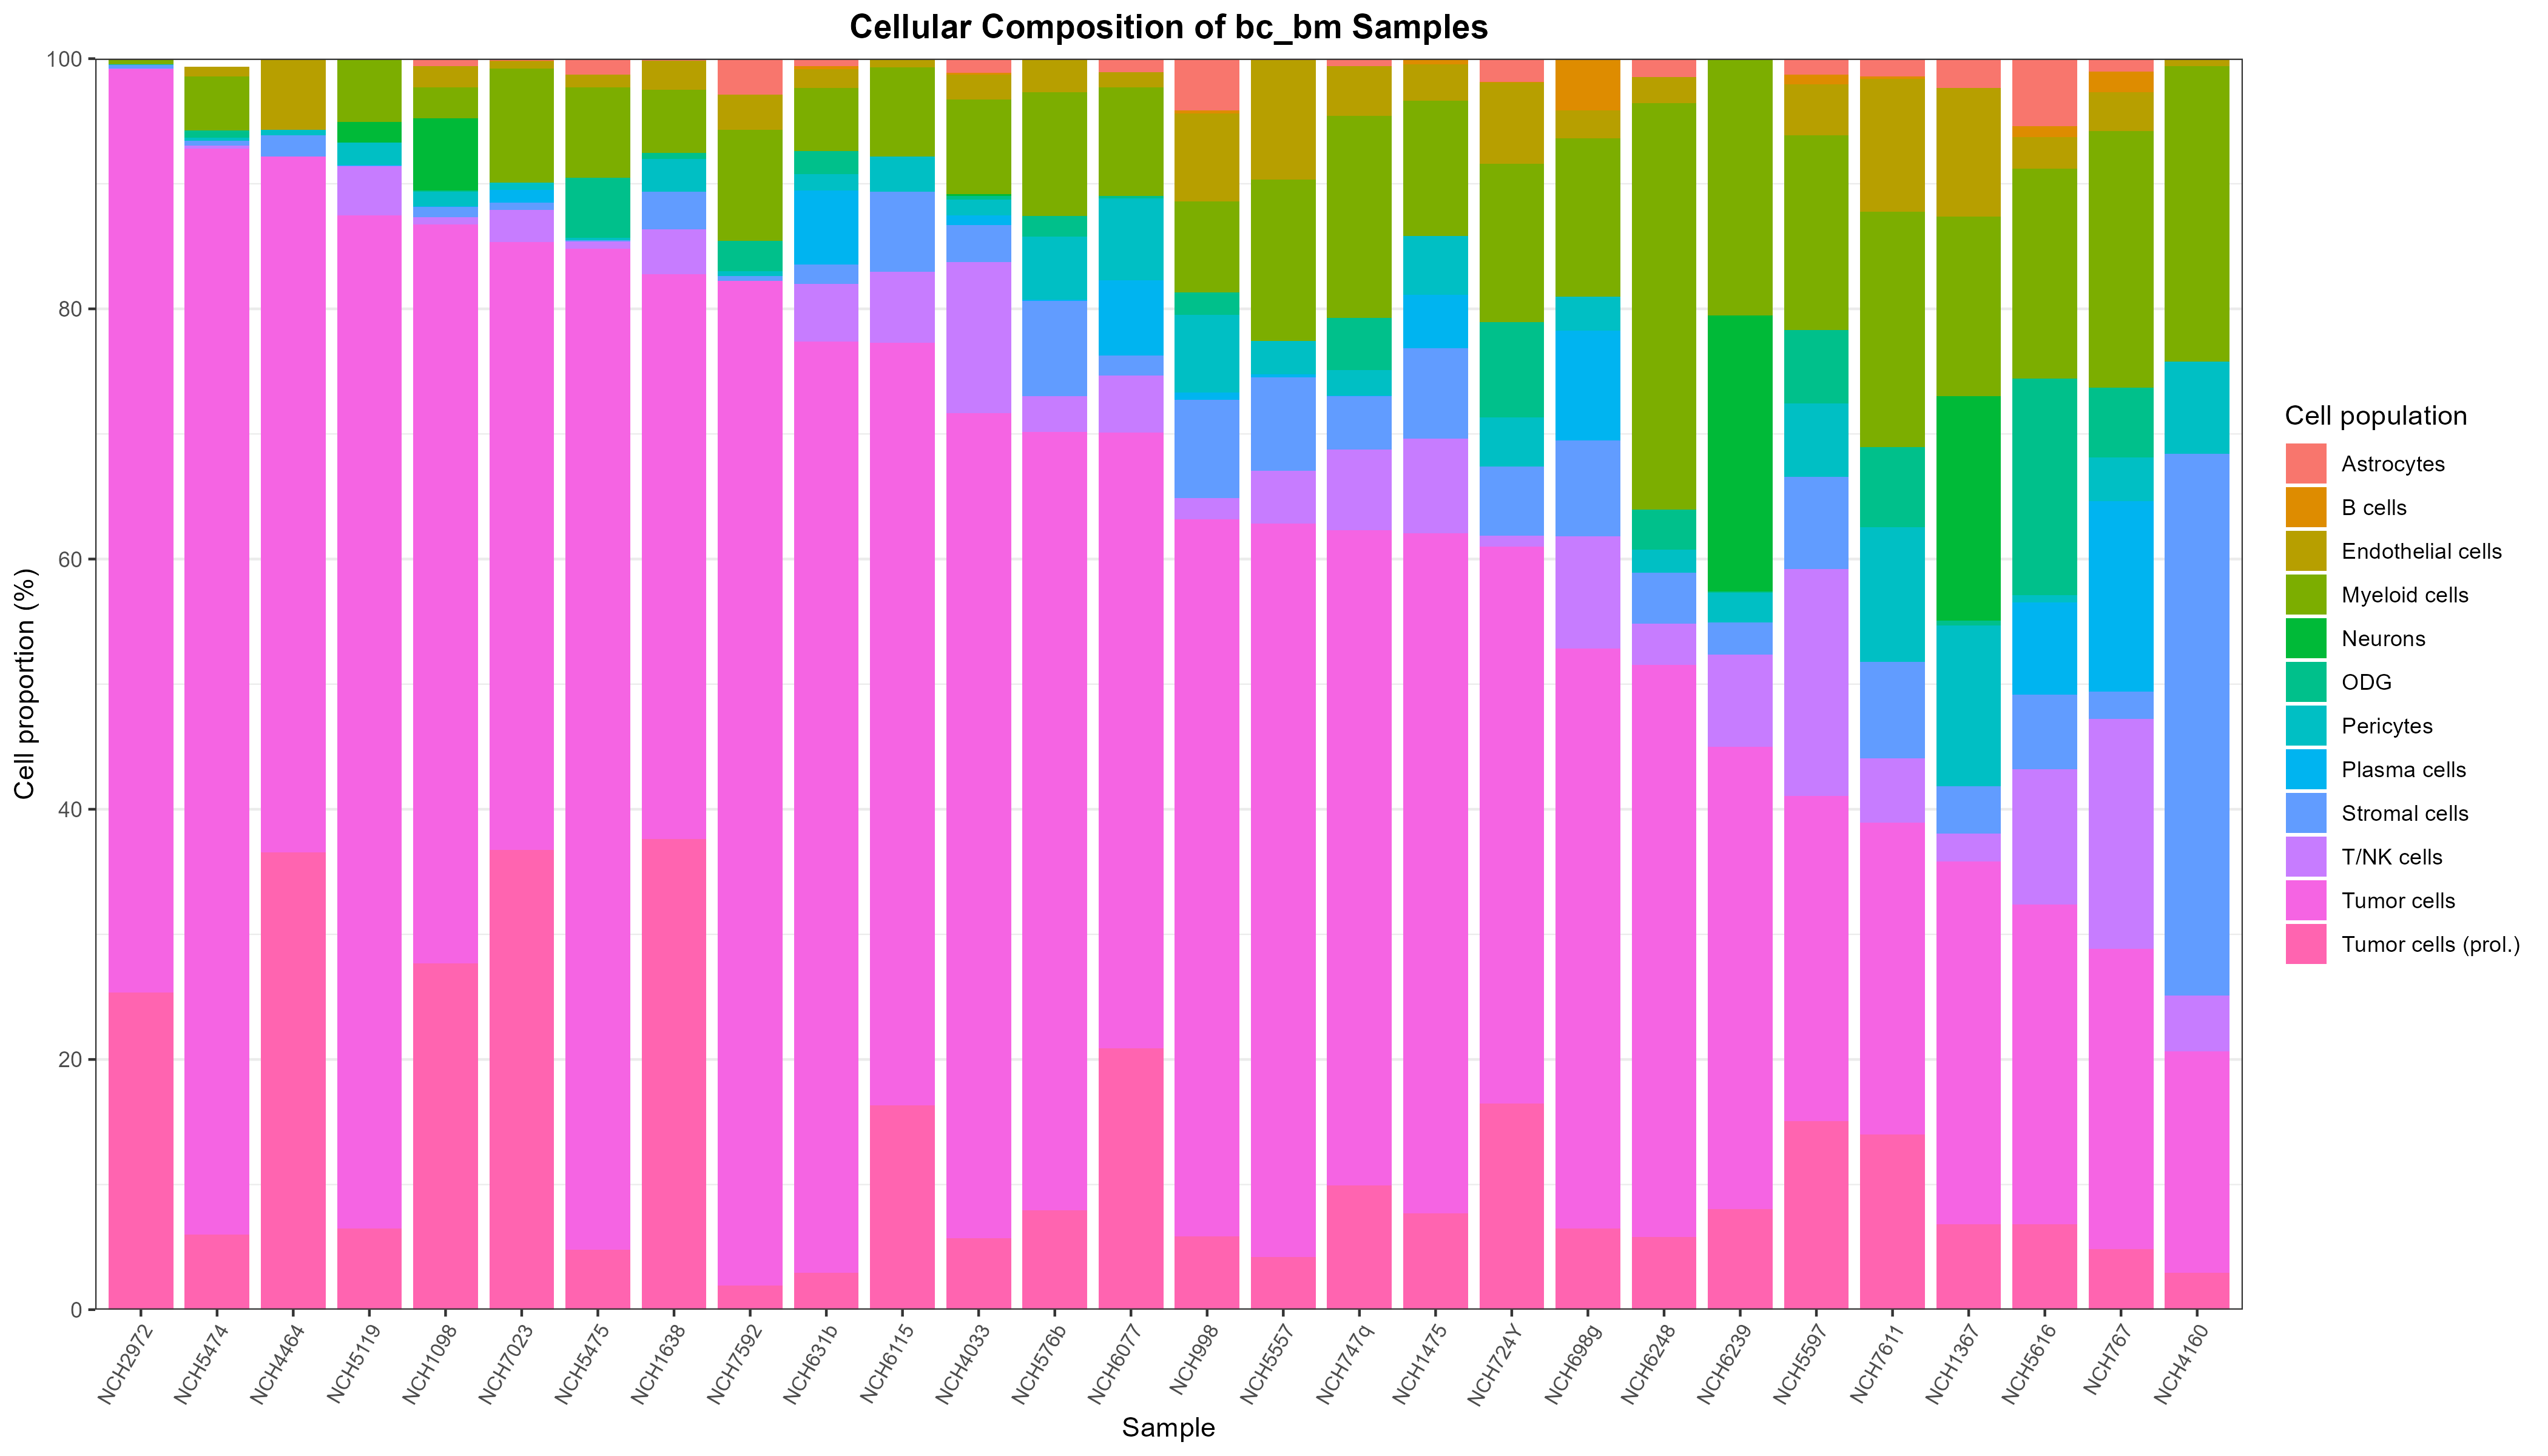 Cellular Composition of bc_bm Samples
100
80
60
40
20
0
Cell proportion (%)
NCH2972
NCH5474
NCH4464
NCH5119
NCH1098
NCH7023
NCH5475
NCH1638
NCH7592
NCH631b
NCH6115
NCH4033
NCH576b
NCH6077
NCH998
NCH5557
NCH747q
NCH1475
NCH724Y
NCH698g
NCH6248
NCH6239
NCH5597
NCH7611
NCH1367
NCH5616
NCH767
NCH4160
Sample
Cell population
Astrocytes
B cells
Endothelial cells
Myeloid cells
Neurons
ODG
Pericytes
Plasma cells
Stromal cells
T/NK cells
Tumor cells
Tumor cells (prol.)